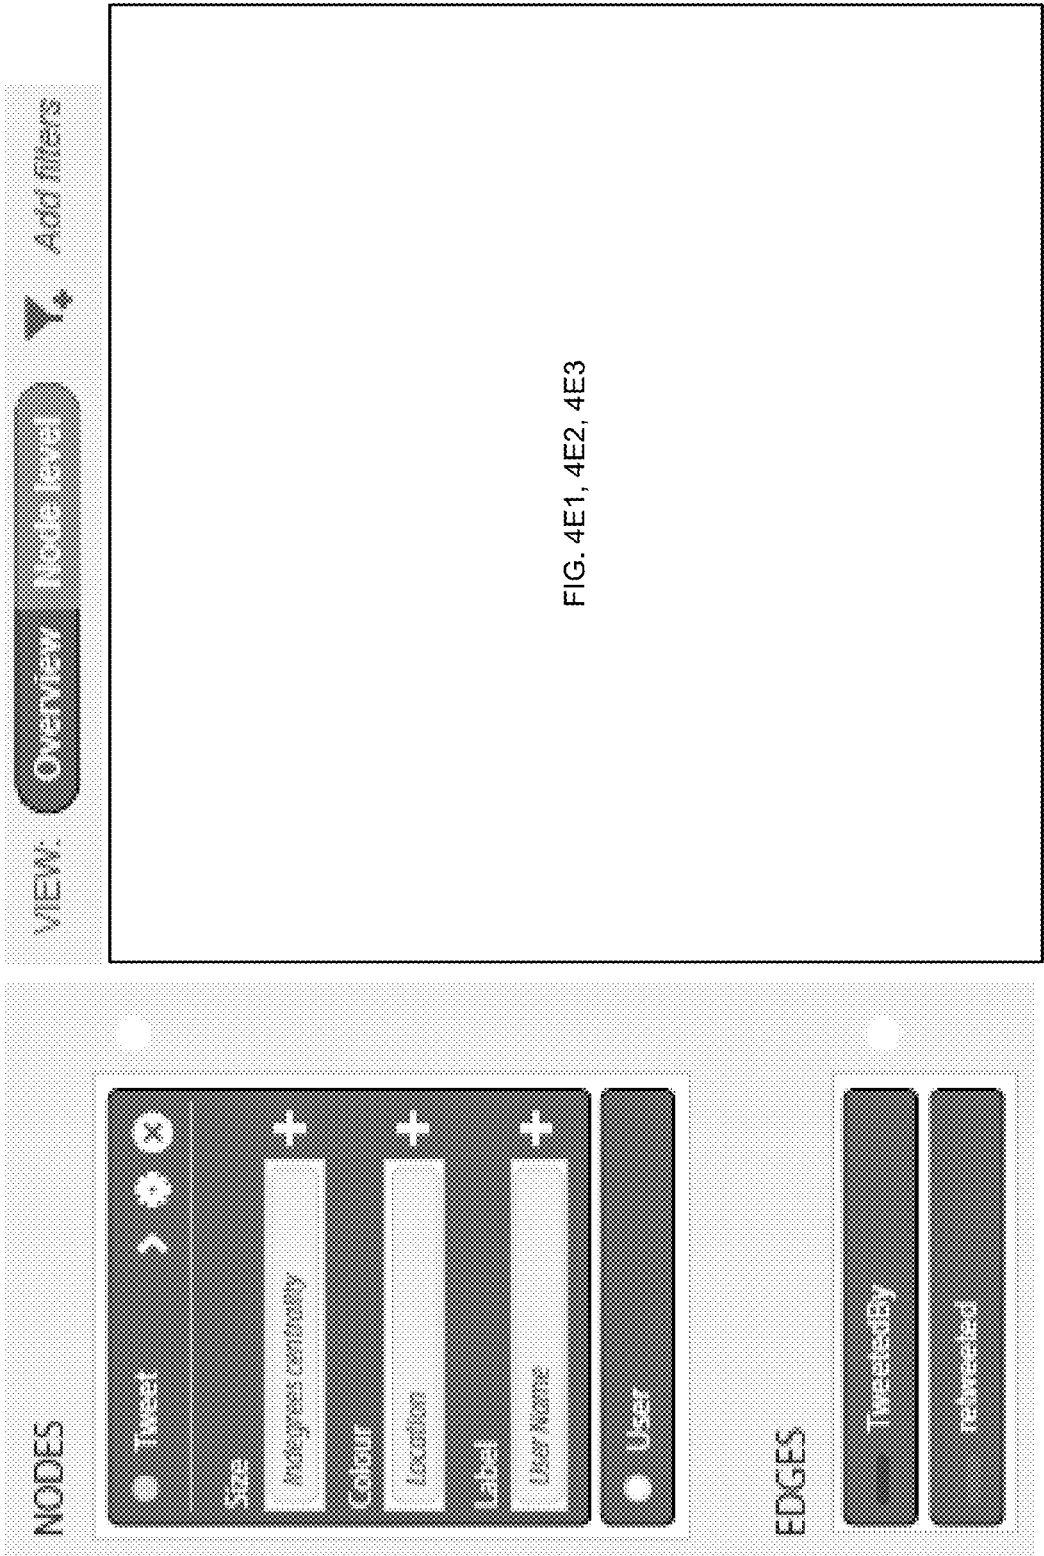 NODES
Tweet
Size
Indegrees centrality
Colour
Location
Label
User Name
User
EDGES
TweetedBy
retweeted
VIEW: Overview Node level Add filters
FIG. 4E1, 4E2, 4E3